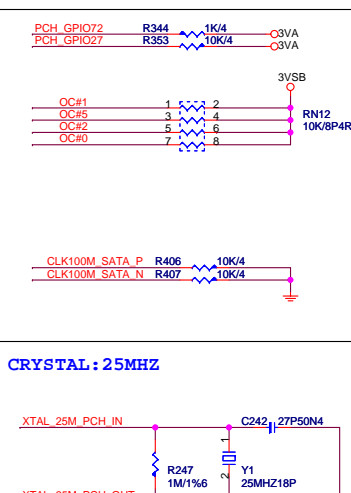 PCH_GPIO72 R344 1K/4 3VA
PCH_GPIO27 R353 10K/4 3VA
3VSB
OC#1 1 2
OC#5 3 4
OC#2 5 6
OC#0 7 8
RN12
10K/8P4R
CLK100M_SATA_P R406 10K/4
CLK100M_SATA_N R407 10K/4
CRYSTAL:25MHZ
XTAL_25M_PCH_IN C242 27P50N4
1
R247 Y1
1M/1%6 2 25MHZ18P
XTAL_25M_PCH_OUT